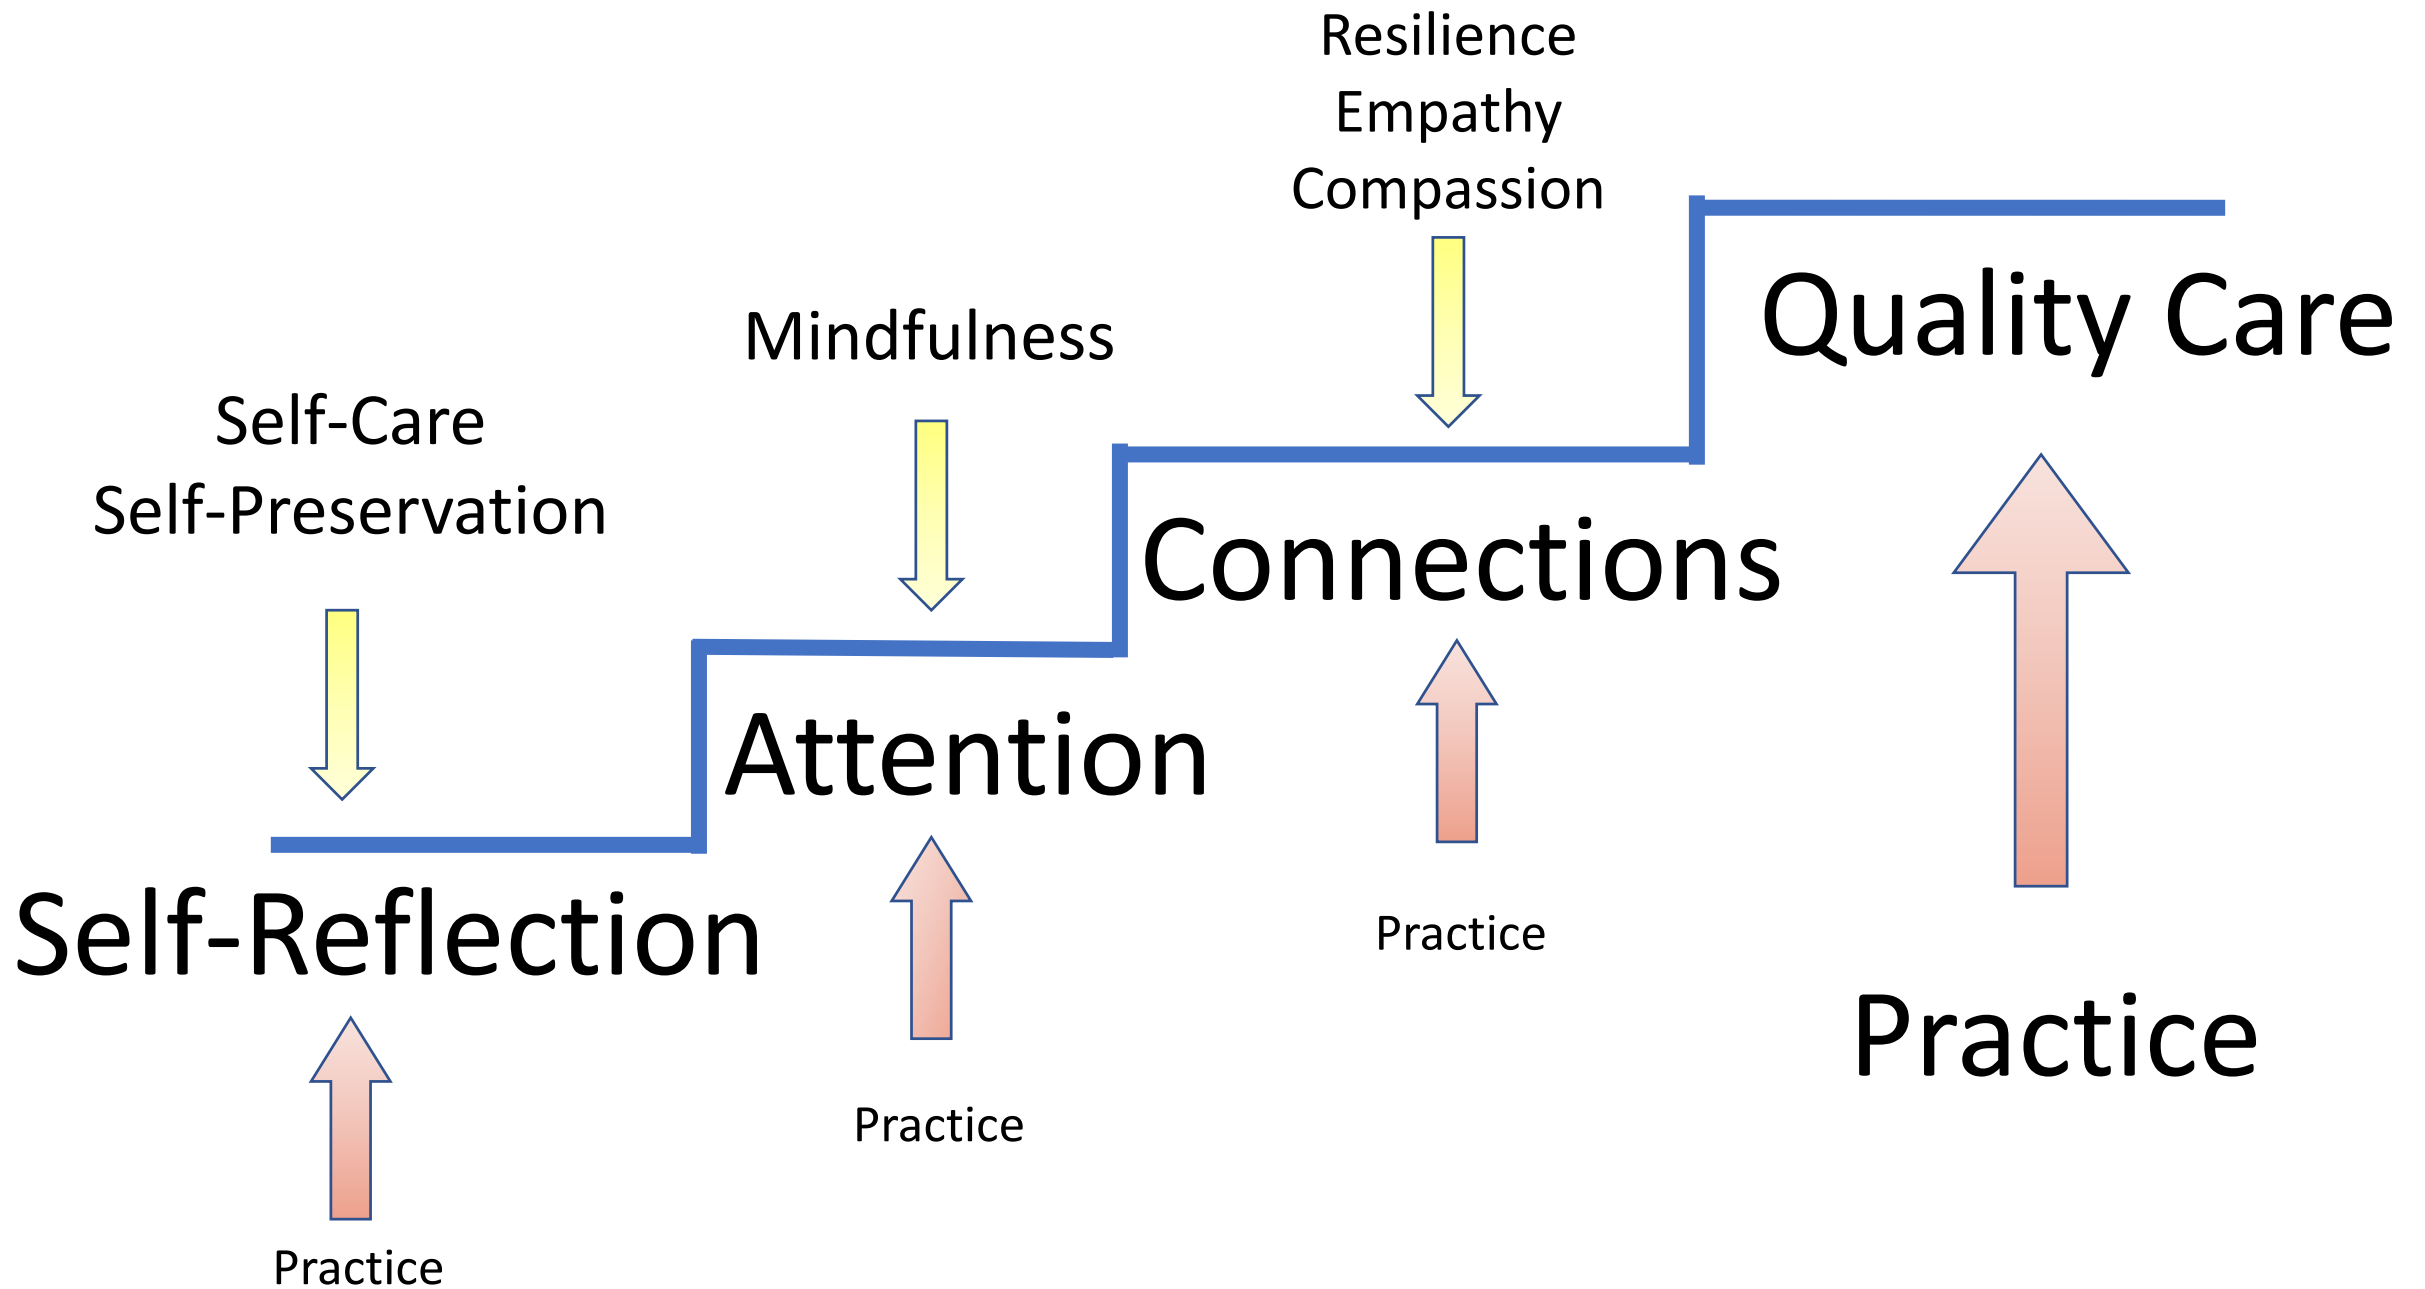 Resilience
Empathy
Compassion
Quality Care
Mindfulness
Self-Care
Self-Preservation
Connections
Attention
Self-Reflection
Practice
Practice
Practice
Practice